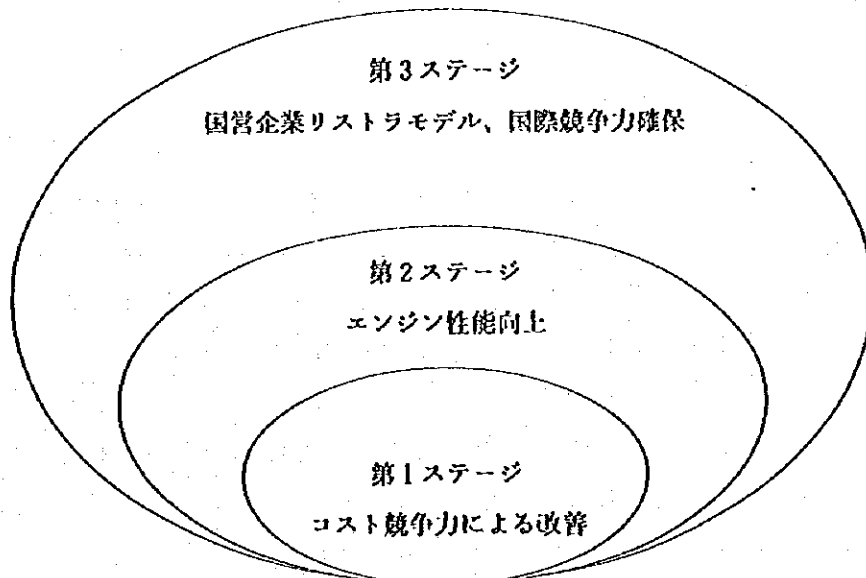 第3ステージ
国営企業リストラモデル、国際競争力確保
第2ステージ
エンジン性能向上
第1ステージ
コスト競争力による改善